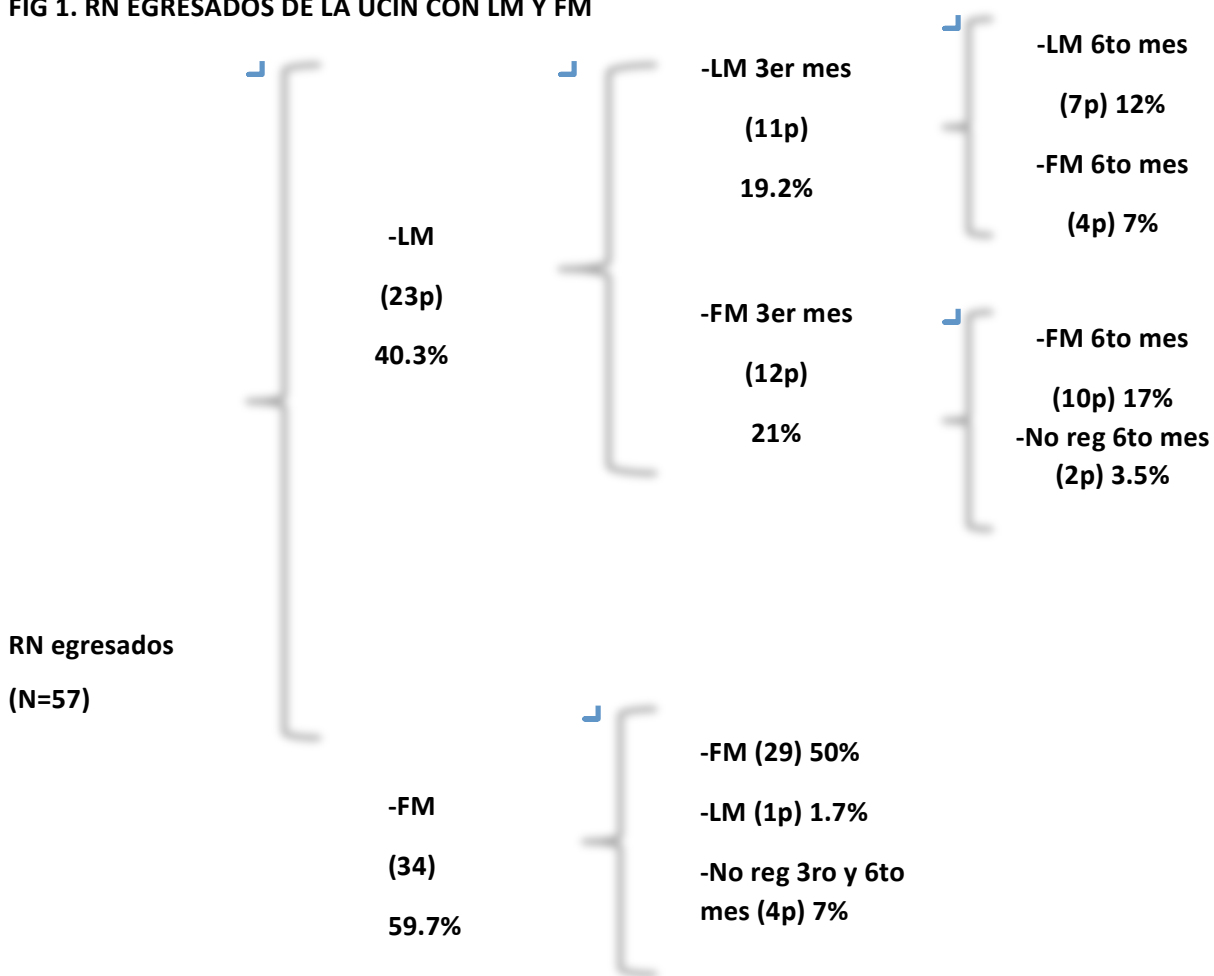 FIG 1. RN EGRESADOS DE LA UCIN CON LM Y FM
RN egresados
(N=57)
-LM
(23p)
40.3%
-LM 3er mes
(11p)
19.2%
-LM 6to mes
(7p) 12%
-FM 6to mes
(4p) 7%
-FM 3er mes
(12p)
21%
-FM 6to mes
(10p) 17%
-No reg 6to mes
(2p) 3.5%
-FM
(34)
59.7%
-FM (29) 50%
-LM (1p) 1.7%
-No reg 3ro y 6to
mes (4p) 7%